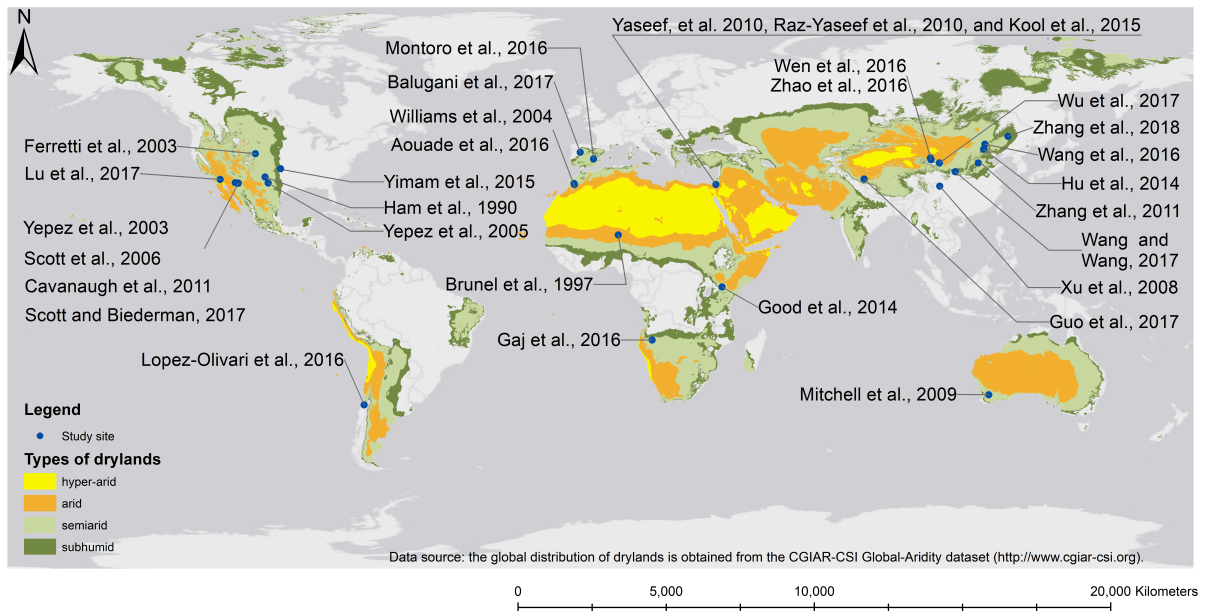 N
Yaseef, et al. 2010, Raz-Yaseef et al., 2010, and Kool et al., 2015
Montoro et al., 2016
Balugani et al., 2017
Williams et al., 2004
Aouade et al., 2016
Wen et al., 2016
Zhao et al., 2016
Wu et al., 2017
Zhang et al., 2018
Wang et al., 2016
Hu et al., 2014
Zhang et al., 2011
Wang and
Wang, 2017
Xu et al., 2008
Guo et al., 2017
Ferretti et al., 2003
Lu et al., 2017
Yimam et al., 2015
Ham et al., 1990
Yepez et al., 2005
Yepez et al., 2003
Scott et al., 2006
Cavanaugh et al., 2011
Scott and Biederman, 2017
Brunel et al., 1997
Good et al., 2014
Gaj et al., 2016
Lopez-Olivari et al., 2016
Mitchell et al., 2009
Legend
Study site
Types of drylands
hyper-arid
arid
semiarid
subhumid
Data source: the global distribution of drylands is obtained from the CGIAR-CSI Global-Aridity dataset (http://www.cgiar-csi.org).
0 5,000 10,000 20,000 Kilometers